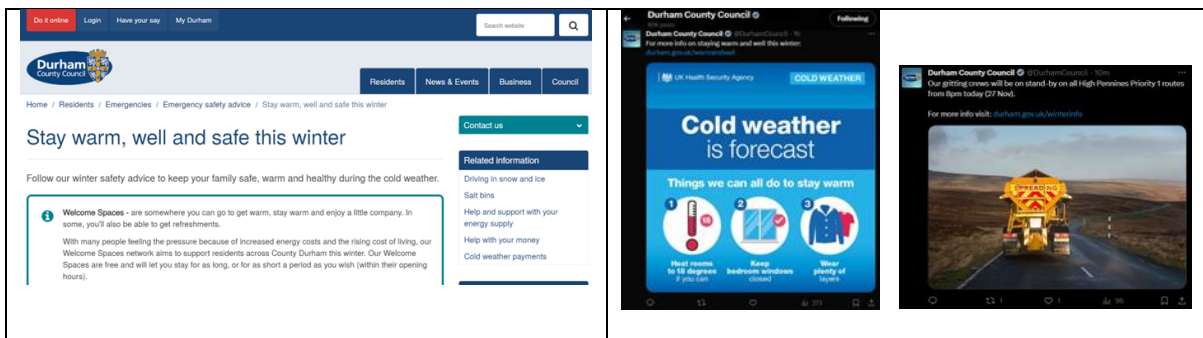 Do it online
Login
Have your say
My Durham
Search website
Durham
County Council
Residents
News & Events
Business
Council
Home / Residents / Emergencies / Emergency safety advice / Stay warm, well and safe this winter
Stay warm, well and safe this winter
Follow our winter safety advice to keep your family safe, warm and healthy during the cold weather.
Welcome Spaces - are somewhere you can go to get warm, stay warm and enjoy a little company. In
some, you'll also be able to get refreshments.
With many people feeling the pressure because of increased energy costs and the rising cost of living, our
Welcome Spaces network aims to support residents across County Durham this winter. Our Welcome
Spaces are free and will let you stay for as long, or for as short a period as you wish (within their opening
hours).
Contact us
Related information
Driving in snow and ice
Salt bins
Help and support with your
energy supply
Help with your money
Cold weather payments
Durham County Council
Following
Durham County Council @DurhamCouncil · 1h
For more info on staying warm and well this winter:
UK Health Security Agency
COLD WEATHER
Cold weather
is forecast
Things we can all do to stay warm
1
2
3
18
Heat rooms
to 18 degrees
if you can
Keep
bedroom windows
closed
Wear
plenty of
layers
371
Durham County Council @DurhamCouncil · 10m
Our gritting crews will be on stand-by on all High Pennines Priority 1 routes
from 8pm today (27 Nov).
For more info visit: durham.gov.uk/winterinfo
SPREADING
1
1
96